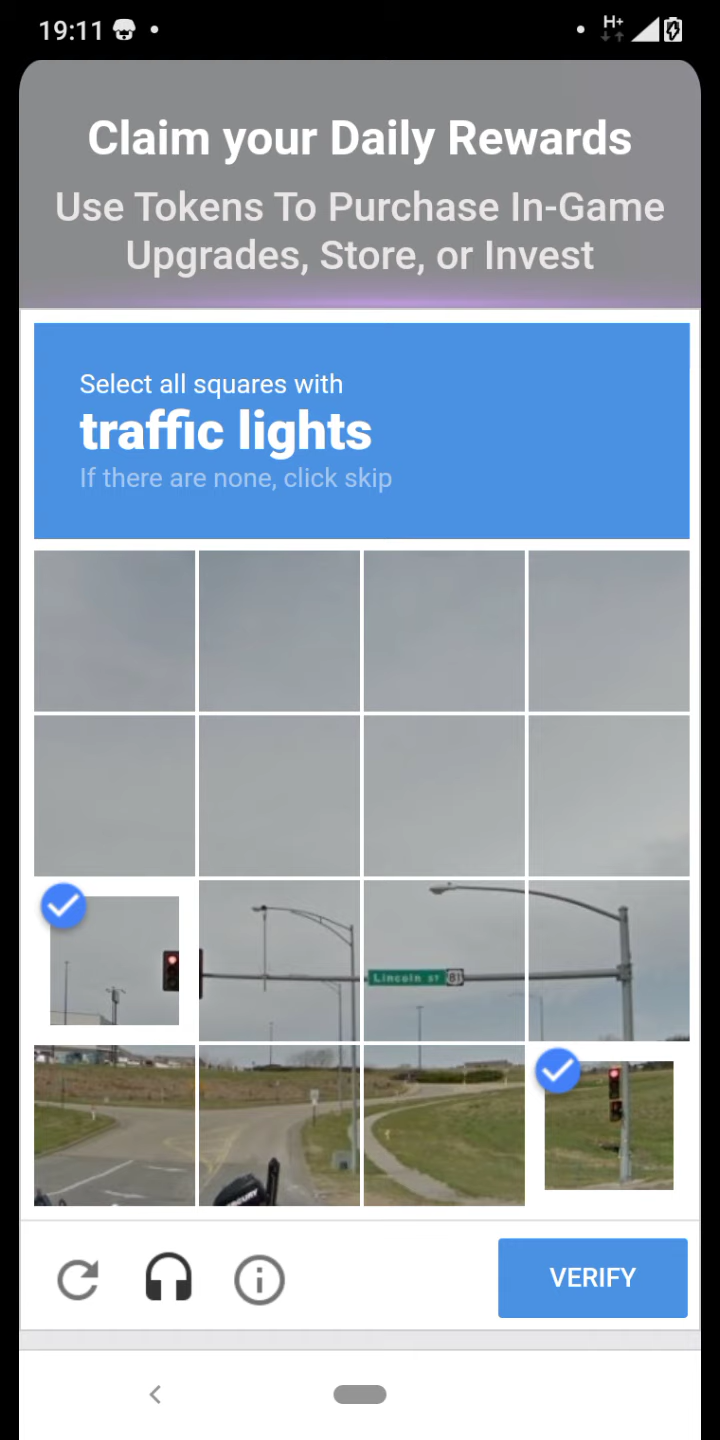 19:11
H+
Claim your Daily Rewards
Use Tokens To Purchase In-Game
Upgrades, Store, or Invest
Select all squares with
traffic lights
If there are none, click skip
Lincoln ST 81
MERCURY
VERIFY